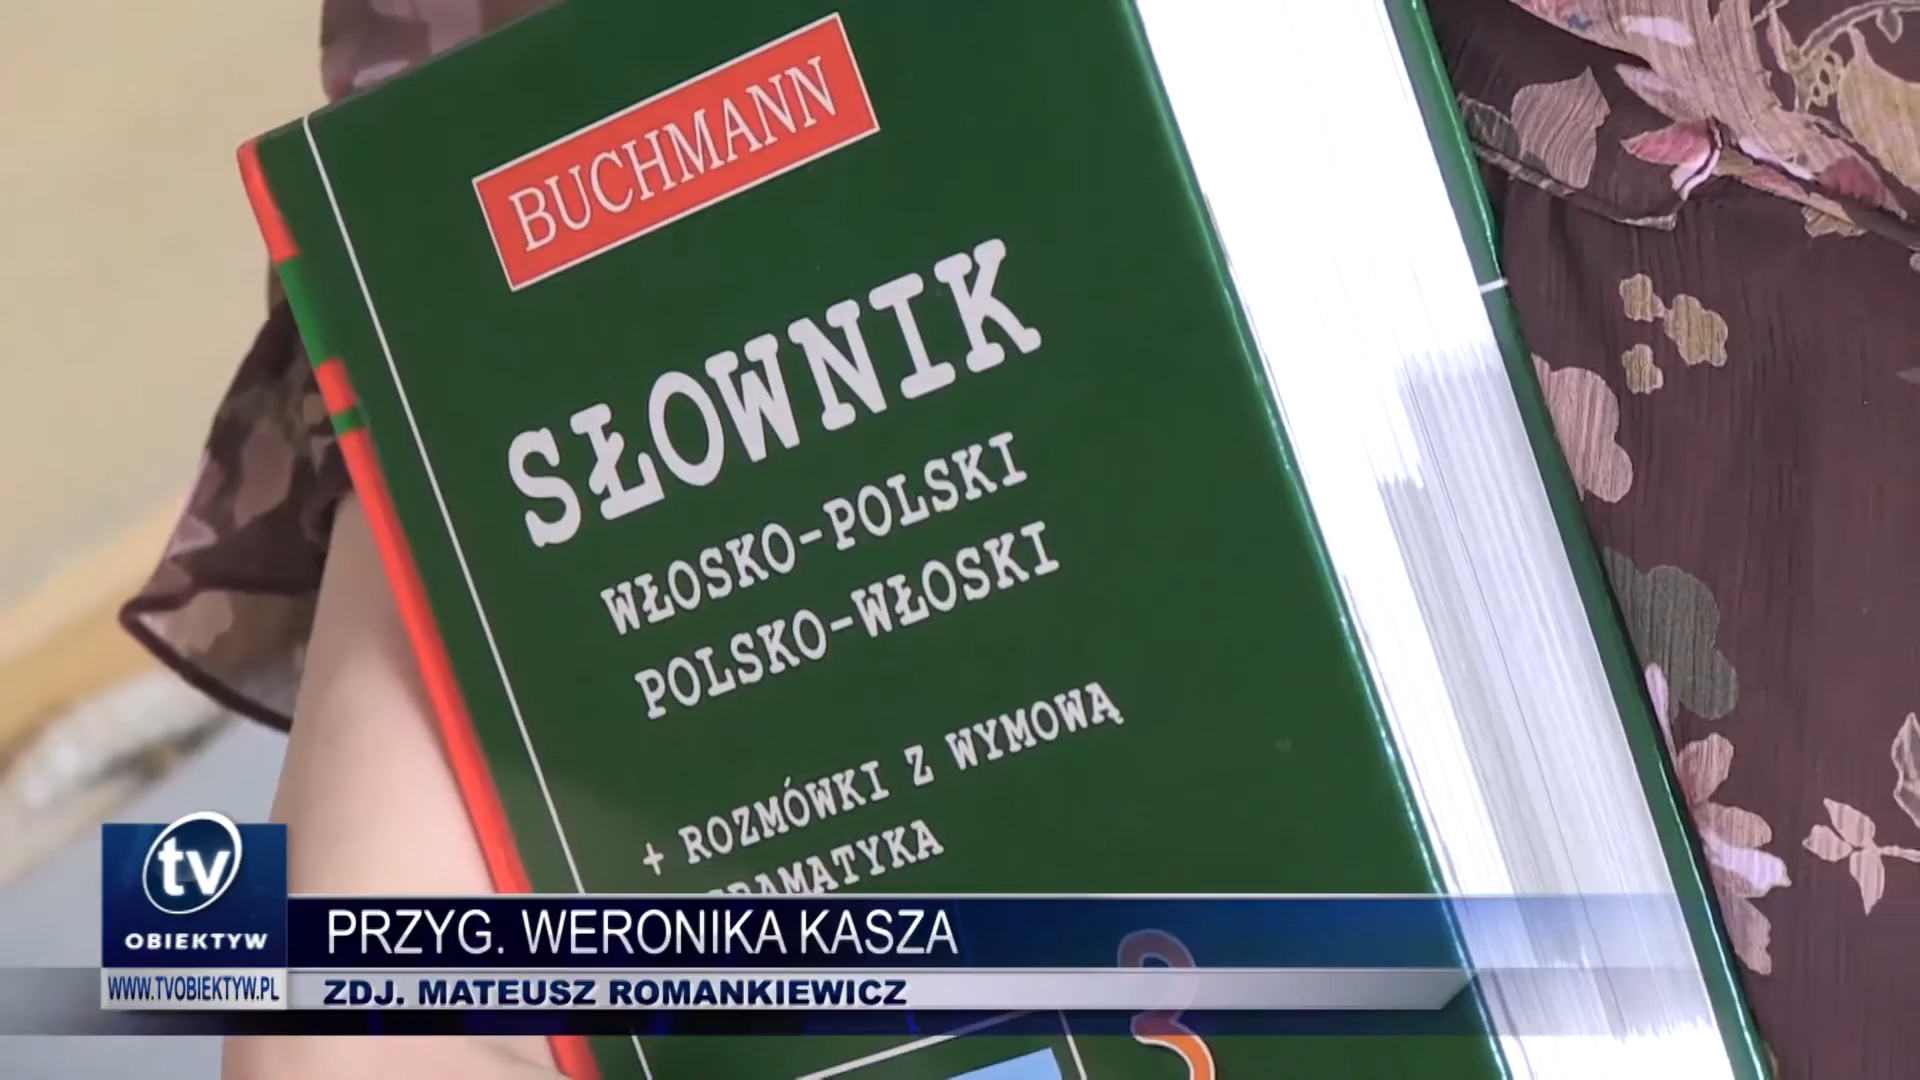 BUCHMANN
SŁOWNIK
WŁOSKO-POLSKI
POLSKO-WŁOSKI
+ ROZMÓWKI Z WYMOWĄ
GRAMATYKA
tv
OBIEKTYW
WWW.TVOBIEKTYW.PL
PRZYG. WERONIKA KASZA
ZDJ. MATEUSZ ROMANKIEWICZ